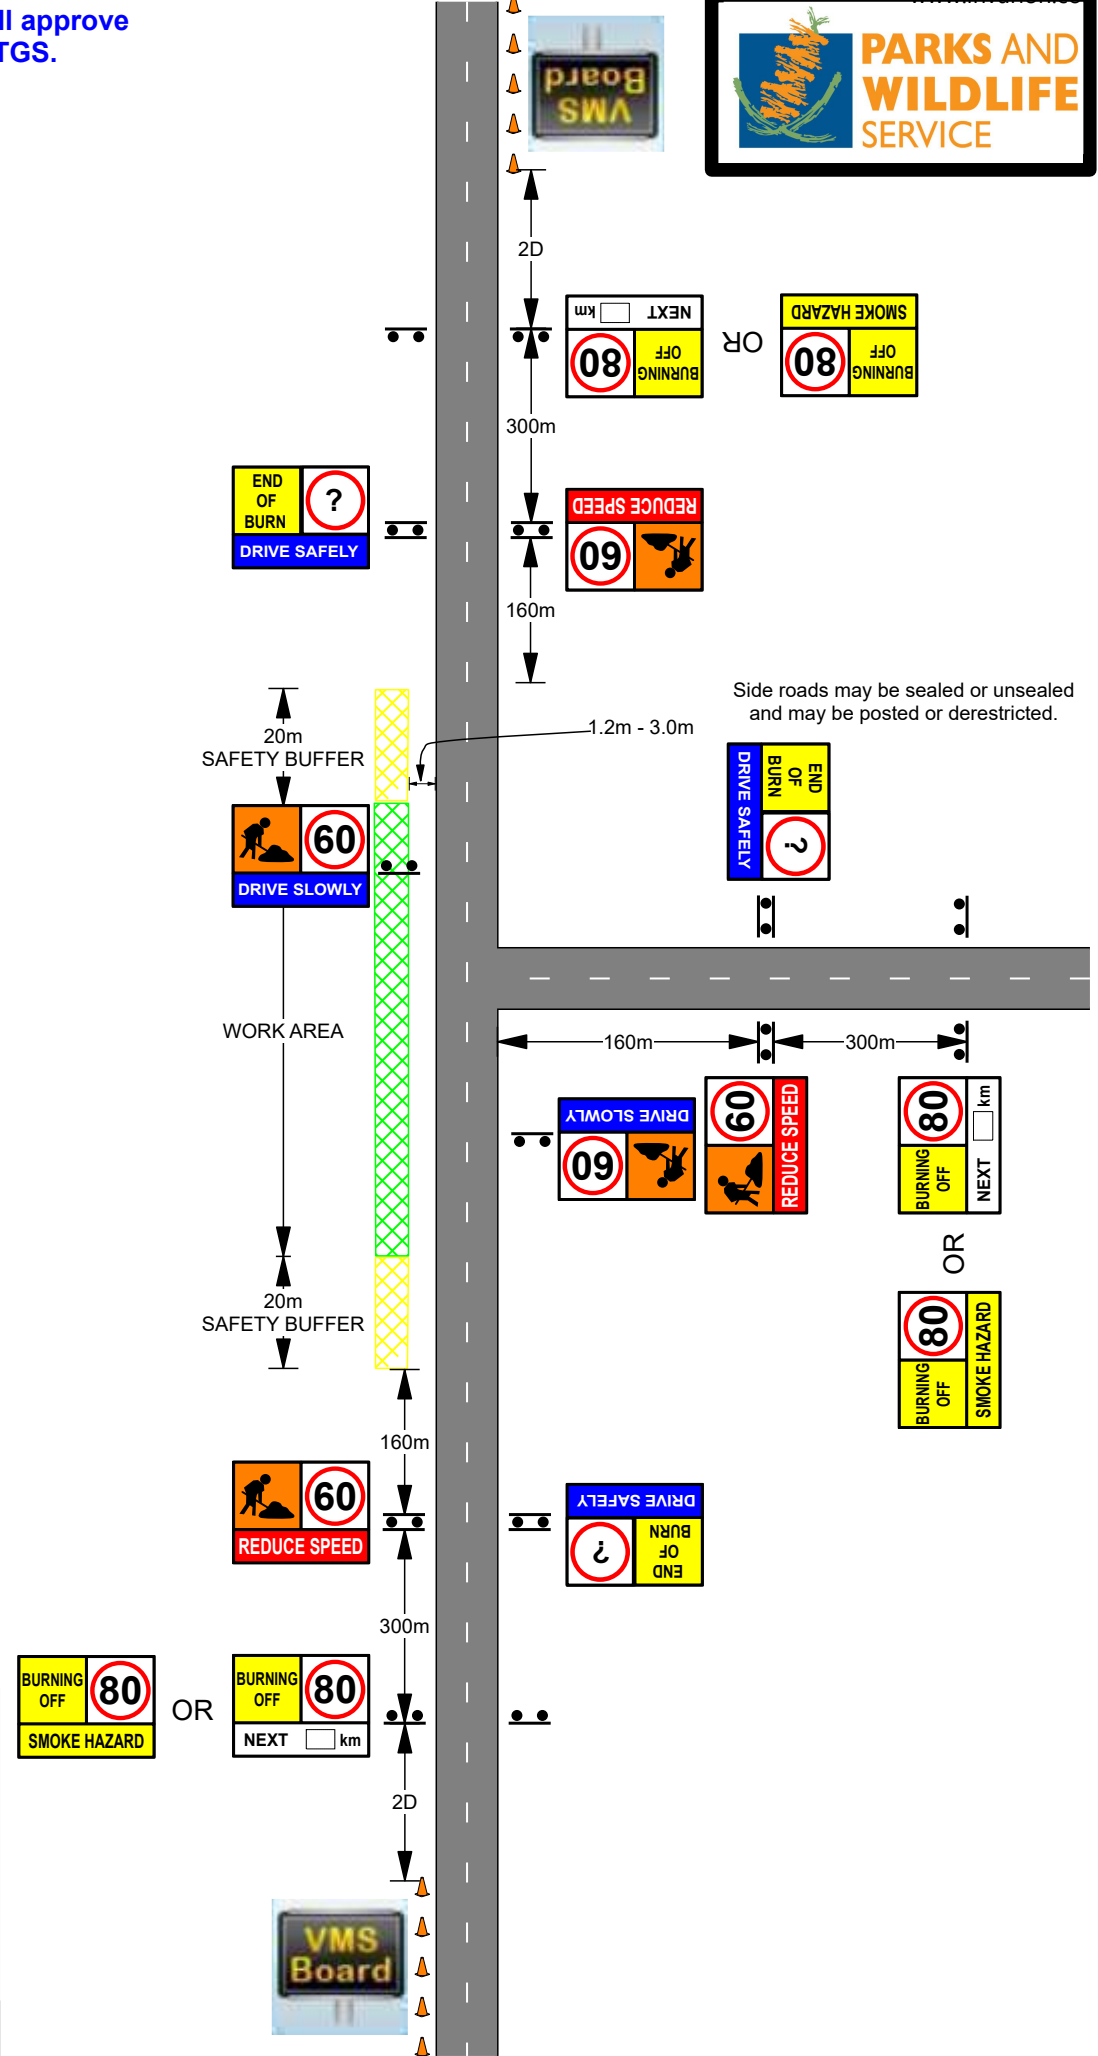 ll approve
TGS.
PARKS AND
WILDLIFE
SERVICE
VMS
Board
2D
NEXT km
BURNING
OFF
80
OR
SMOKE HAZARD
BURNING
OFF
80
300m
END
OF
BURN
?
DRIVE SAFELY
REDUCE SPEED
60
160m
Side roads may be sealed or unsealed
and may be posted or derestricted.
1.2m - 3.0m
20m
SAFETY BUFFER
END
OF
BURN
?
DRIVE SAFELY
60
DRIVE SLOWLY
WORK AREA
160m
300m
DRIVE SLOWLY
60
60
REDUCE SPEED
BURNING
OFF
80
NEXT km
OR
BURNING
OFF
80
SMOKE HAZARD
20m
SAFETY BUFFER
160m
60
REDUCE SPEED
DRIVE SAFELY
END
OF
BURN
?
300m
BURNING
OFF
80
SMOKE HAZARD
OR
BURNING
OFF
80
NEXT km
2D
VMS
Board